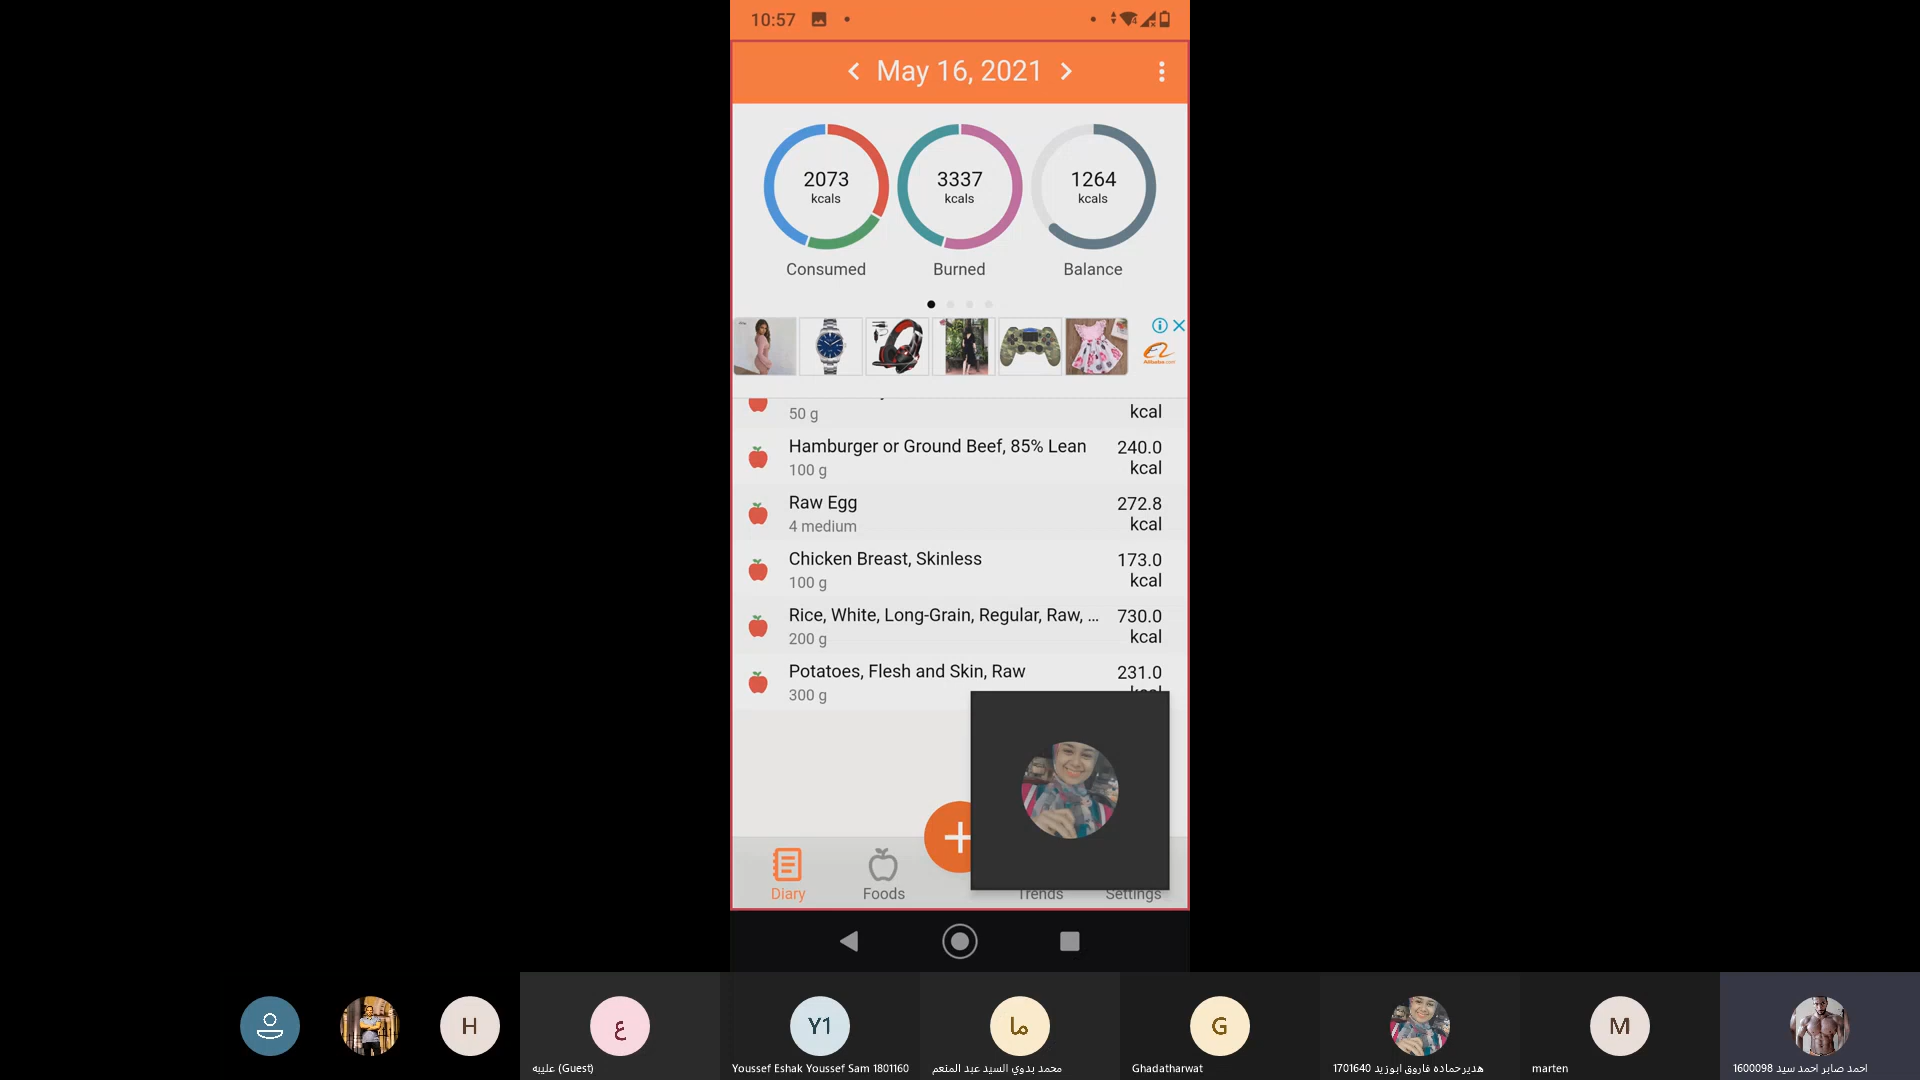 10:57
May 16, 2021
2073 3337 1264
kcals kcals kcals
Consumed Burned Balance
50 g kcal
Hamburger or Ground Beef, 85% Lean 240.0
100 g kcal
Raw Egg 272.8
4 medium kcal
Chicken Breast, Skinless 173.0
100 g kcal
Rice, White, Long-Grain, Regular, Raw, ... 730.0
200 g kcal
Potatoes, Flesh and Skin, Raw 231.0
300 g kcal
Diary Foods Trends Settings
H ع Y1 ما G M
عليبه (Guest) Youssef Eshak Youssef Sam 1801160 محمد بدوي السيد عبد المنعم Ghadatharwat هديرحماده فاروق ابوزيد 1701640 marten احمد صابر احمد سيد 1600098